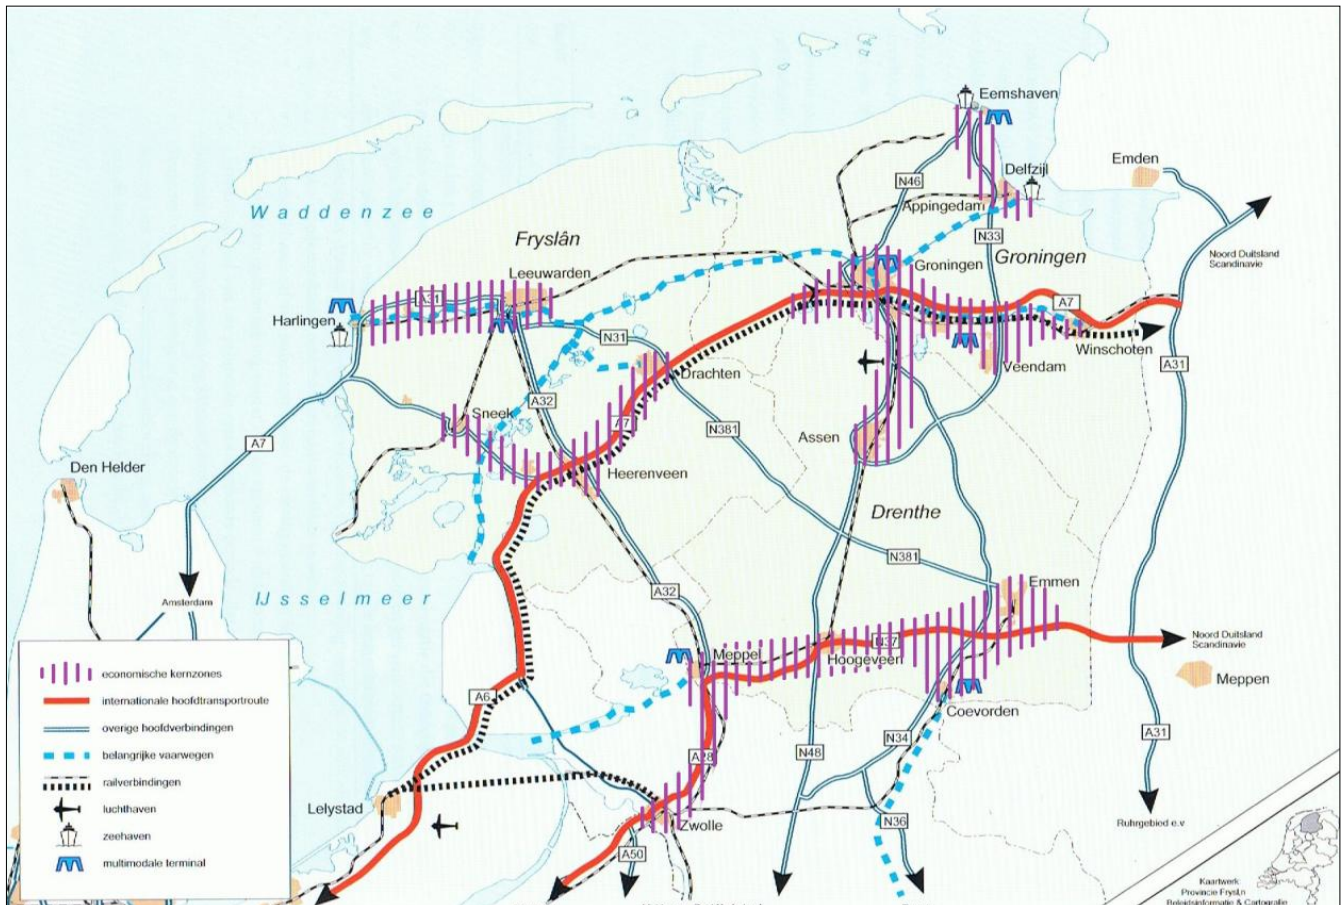 Eemshaven
Emden
Delfzijl
N46
Appingedam
Waddenzee
N33
Fryslân
Groningen
Noord Duitsland
Scandinavie
Groningen
Leeuwarden
A31
A7
Harlingen
N31
Winschoten
Veendam
A31
Drachten
A32
Sneek
A7
N381
Assen
A7
Heerenveen
Den Helder
Drenthe
N381
Emmen
A32
Amsterdam
IJsselmeer
N37
Noord Duitsland
Scandinavie
Meppel
Hoogeveen
Meppen
Coevorden
A6
A31
N34
N48
A28
economische kernzones
internationale hoofdtransportroute
overige hoofdverbindingen
belangrijke vaarwegen
railverbindingen
luchthaven
zeehaven
multimodale terminal
Lelystad
Zwolle
N36
Ruhrgebied e.v
A50
Kaartwerk
Provincie Fryslân
Beleidsinformatie & Cartografie